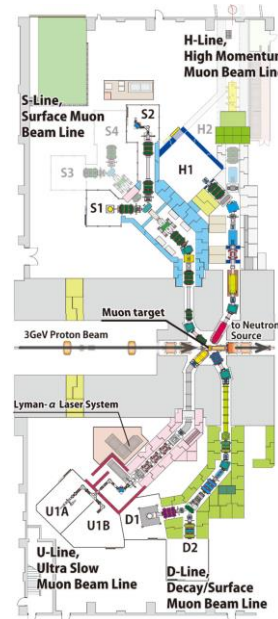 H-Line,
High Momentum
Muon Beam Line
S-Line,
Surface Muon
Beam Line
S2
S4
H2
H1
S3
S1
Muon target
3GeV Proton Beam
to Neutron
Source
Lyman-α Laser System
U1A
U1B
D1
D2
U-Line,
Ultra Slow
Muon Beam Line
D-Line,
Decay/Surface
Muon Beam Line